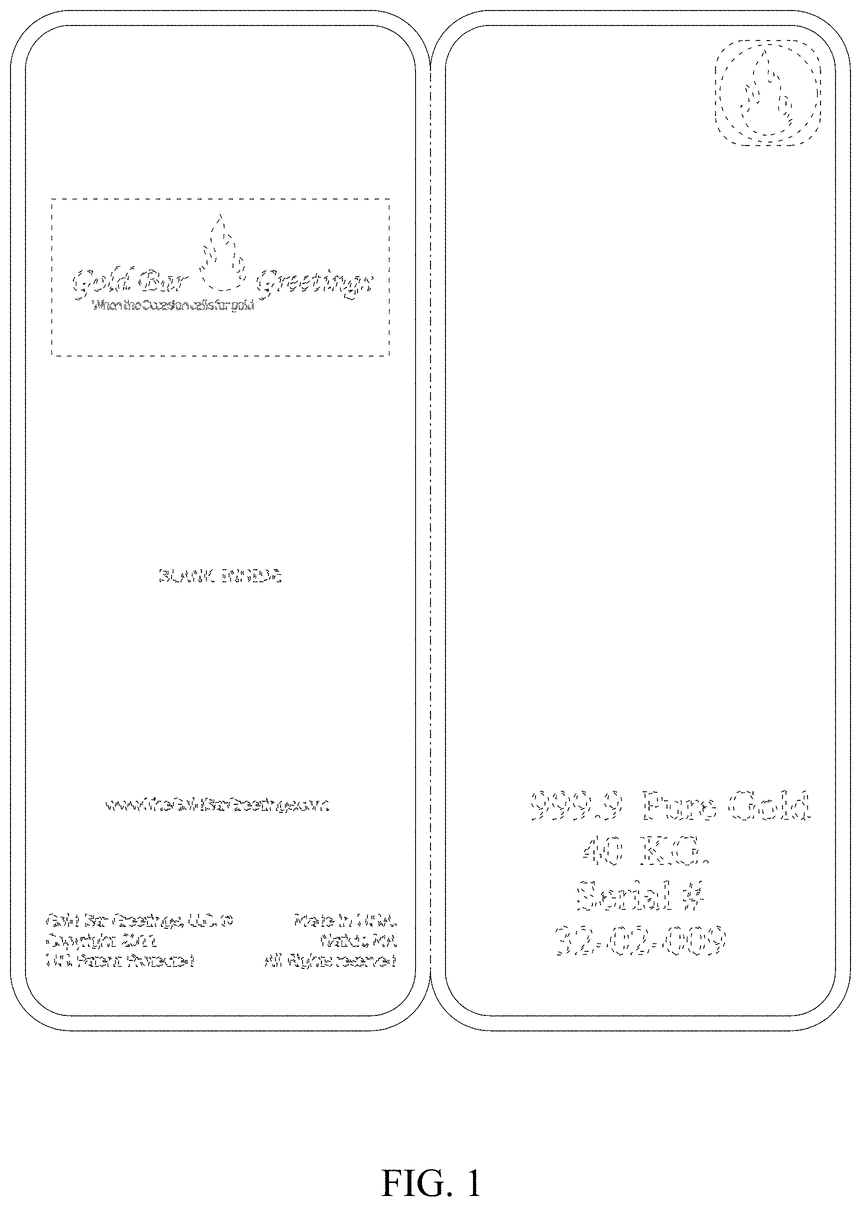 Gold Bar Greetings
When the Occasion calls for gold
BLANK INSIDE
www.TheGoldBarGreetings.com
Gold Bar Greetings, LLC. ©
Copyright 2011
U.S. Patent Protected
Made in U.S.A.
Natick, MA
All Rights reserved
999.9 Pure Gold
40 KG.
Serial #
32-02-009
FIG. 1